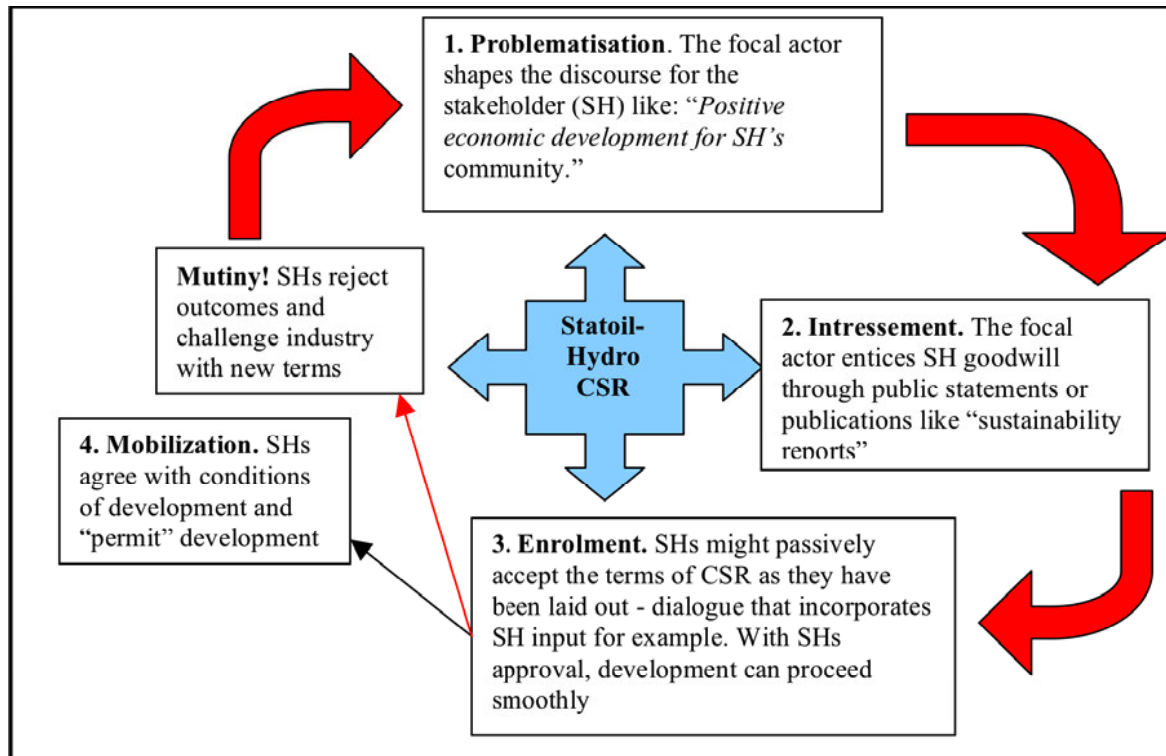 1. Problematisation. The focal actor
shapes the discourse for the
stakeholder (SH) like: “Positive
economic development for SH’s
community.”
Mutiny! SHs reject
outcomes and
challenge industry
with new terms
Statoil-
Hydro
CSR
2. Intressement. The focal
actor entices SH goodwill
through public statements or
publications like “sustainability
reports”
4. Mobilization. SHs
agree with conditions
of development and
“permit” development
3. Enrolment. SHs might passively
accept the terms of CSR as they have
been laid out - dialogue that incorporates
SH input for example. With SHs
approval, development can proceed
smoothly